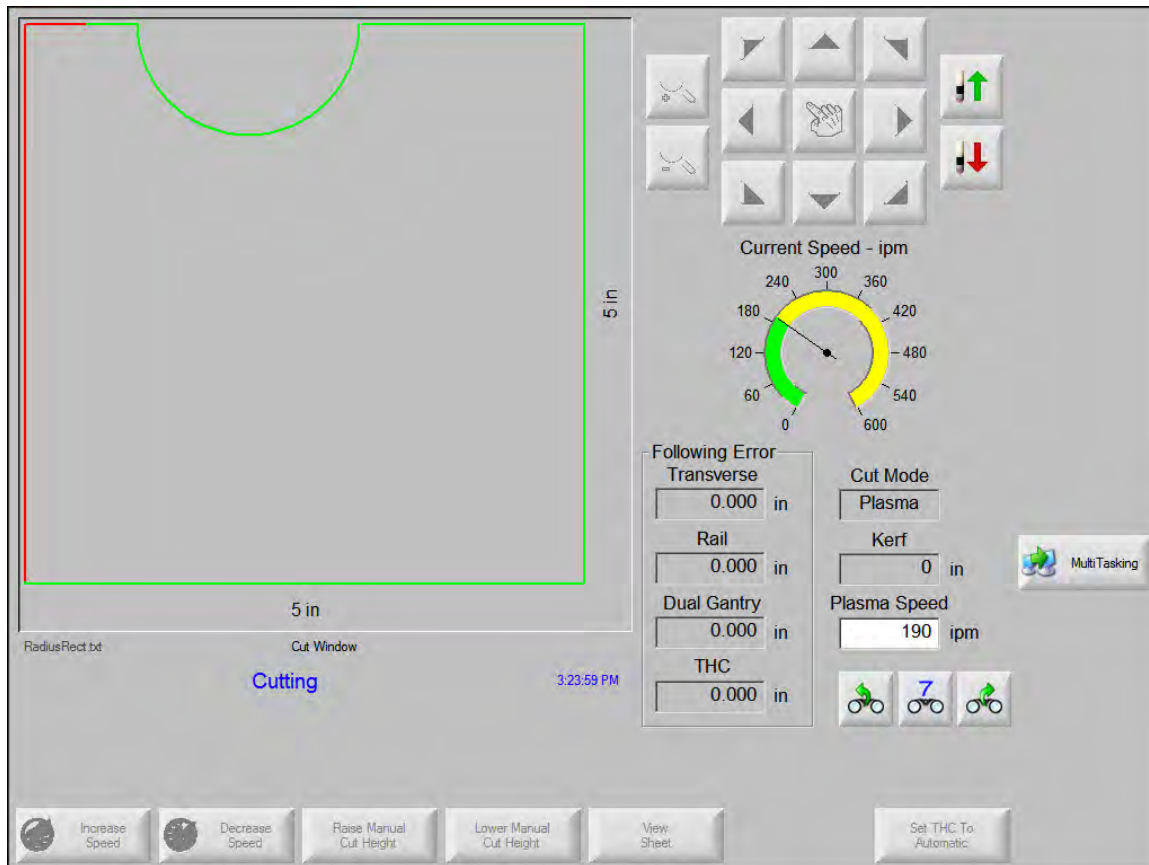 5 in
5 in
RadiusRect.txt
Cut Window
Cutting
3:23:59 PM
Current Speed - ipm
0
60
120
180
240
300
360
420
480
540
600
Following Error
Transverse
0.000 in
Rail
0.000 in
Dual Gantry
0.000 in
THC
0.000 in
Cut Mode
Plasma
Kerf
0 in
Plasma Speed
190 ipm
7
MultiTasking
Increase
Speed
Decrease
Speed
Raise Manual
Cut Height
Lower Manual
Cut Height
View
Sheet
Set THC To
Automatic